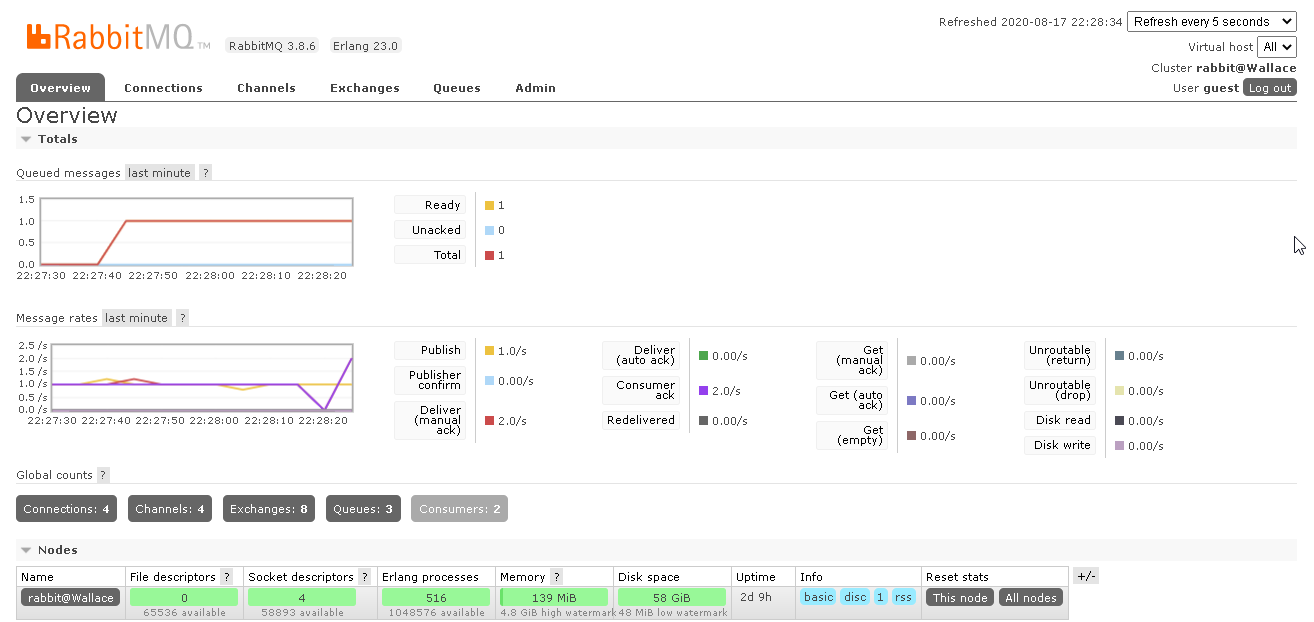 RabbitMQ TM RabbitMQ 3.8.6 Erlang 23.0
Refreshed 2020-08-17 22:28:34 Refresh every 5 seconds
Virtual host All
Cluster rabbit@Wallace
User guest Log out
Overview Connections Channels Exchanges Queues Admin
Overview
Totals
Queued messages last minute ?
1.5
1.0
0.5
0.0
22:27:30 22:27:40 22:27:50 22:28:00 22:28:10 22:28:20
Ready 1
Unacked 0
Total 1
Message rates last minute ?
2.5 /s
2.0 /s
1.5 /s
1.0 /s
0.5 /s
0.0 /s
22:27:30 22:27:40 22:27:50 22:28:00 22:28:10 22:28:20
Publish 1.0/s
Publisher
confirm 0.00/s
Deliver
(manual
ack) 2.0/s
Deliver
(auto ack) 0.00/s
Consumer
ack 2.0/s
Redelivered 0.00/s
Get
(manual
ack) 0.00/s
Get (auto
ack) 0.00/s
Get
(empty) 0.00/s
Unroutable
(return) 0.00/s
Unroutable
(drop) 0.00/s
Disk read 0.00/s
Disk write 0.00/s
Global counts ?
Connections: 4 Channels: 4 Exchanges: 8 Queues: 3 Consumers: 2
Nodes
Name File descriptors ? Socket descriptors ? Erlang processes Memory ? Disk space Uptime Info Reset stats +/-
rabbit@Wallace 0 4 516 139 MiB 58 GiB 2d 9h basic disc 1 rss This node All nodes
65536 available 58893 available 1048576 available 4.8 GiB high watermark 48 MiB low watermark